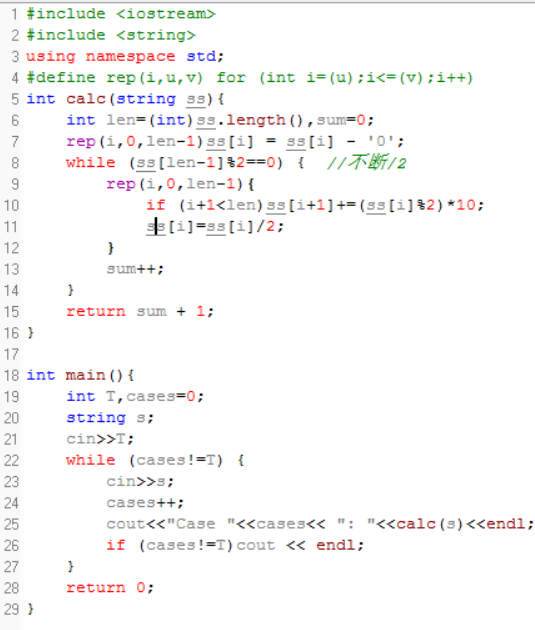 1 #include <iostream>
2 #include <string>
3 using namespace std;
4 #define rep(i,u,v) for (int i=(u);i<=(v);i++)
5 int calc(string ss){
6 int len=(int)ss.length(),sum=0;
7 rep(i,0,len-1)ss[i] = ss[i] - '0';
8 while (ss[len-1]%2==0) { //不断/2
9 rep(i,0,len-1){
10 if (i+1<len)ss[i+1]+=(ss[i]%2)*10;
11 ss[i]=ss[i]/2;
12 }
13 sum++;
14 }
15 return sum + 1;
16 }
17
18 int main(){
19 int T,cases=0;
20 string s;
21 cin>>T;
22 while (cases!=T) {
23 cin>>s;
24 cases++;
25 cout<<"Case "<<cases<< ": "<<calc(s)<<endl;
26 if (cases!=T)cout << endl;
27 }
28 return 0;
29 }